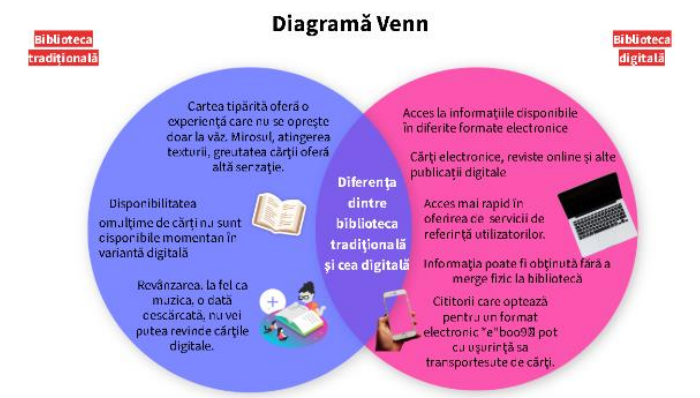 Diagramă Venn
Biblioteca
tradițională
Biblioteca
digitală
Cartea tipărită oferă o
experiență care nu se oprește
doar la văz. Mirosul, atingerea
texturii, greutatea cărții oferă
altă senzație.
Disponibilitatea
omulțime de cărți nu sunt
disponibile momentan în
variantă digitală
Revânzarea. la fel ca
muzica, o dată
descărcată, nu vei
putea revinde cărțile
digitale.
Diferența
dintre
biblioteca
tradițională
și cea digitală
Acces la informațiile disponibile
în diferite formate electronice
Cărți electronice, reviste online și alte
publicații digitale
Acces mai rapid în
oferirea de servicii de
referință utilizatorilor.
Informația poate fi obținută fără a
merge fizic la bibliotecă
Cititorii care optează
pentru un format
electronic pot
cu ușurință sa
transportesute de cărți.